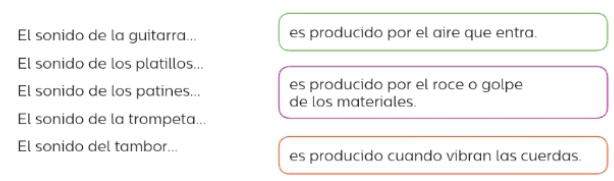 El sonido de la guitarra...
El sonido de los platillos...
El sonido de los patines...
El sonido de la trompeta...
El sonido del tambor...
es producido por el aire que entra.
es producido por el roce o golpe
de los materiales.
es producido cuando vibran las cuerdas.